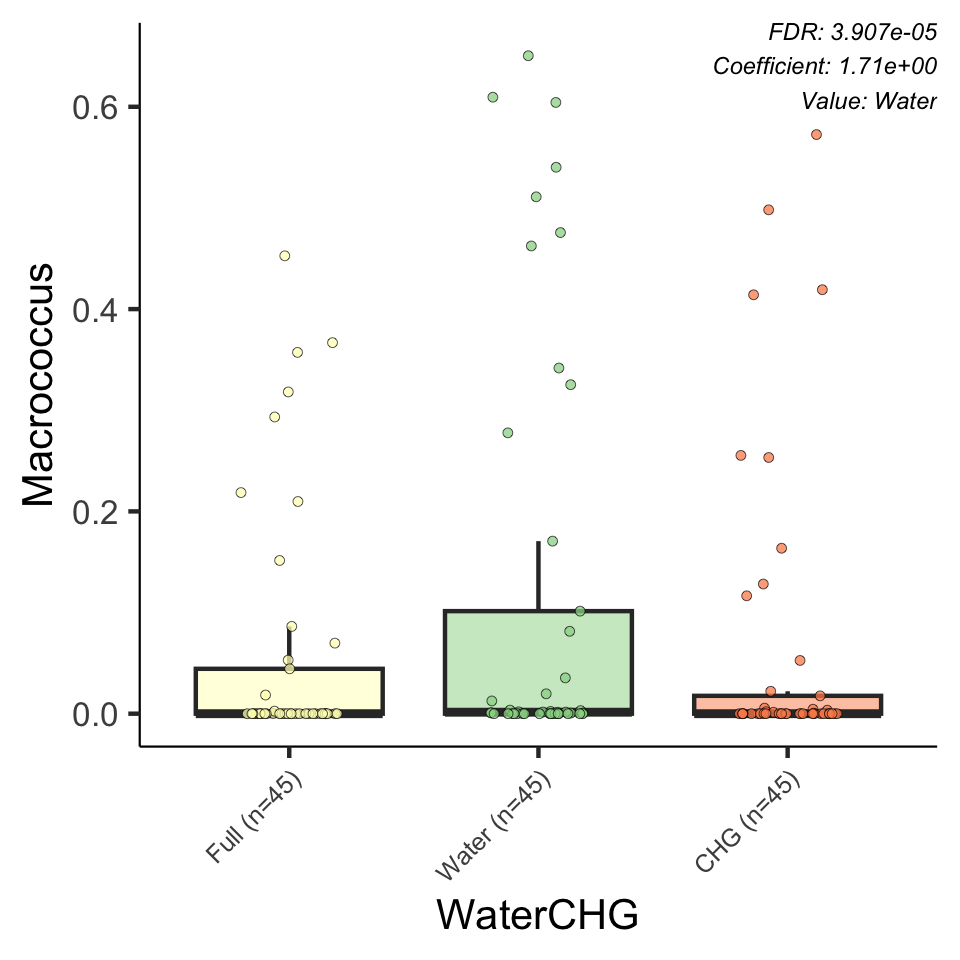 FDR: 3.907e-05
Coefficient: 1.71e+00
Value: Water
Macrococcus
0.6
0.4
0.2
0.0
Full (n=45)
Water (n=45)
CHG (n=45)
WaterCHG